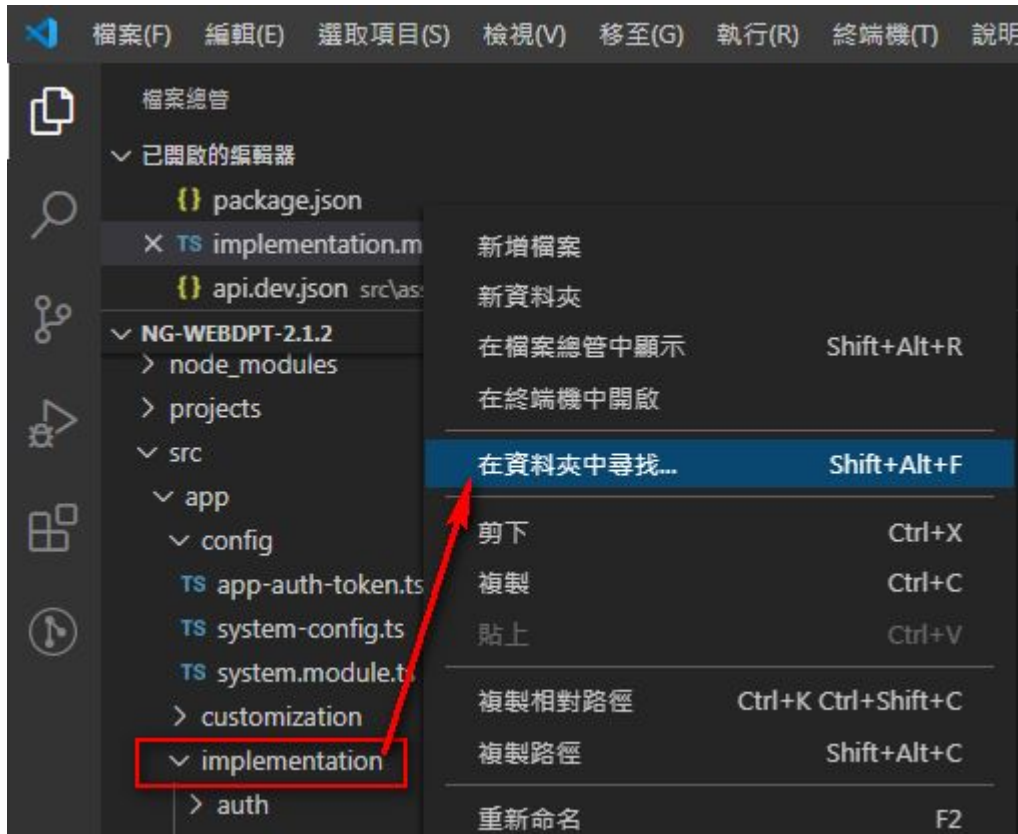 檔案(F) 編輯(E) 選取項目(S) 檢視(V) 移至(G) 執行(R) 終端機(T) 說明
檔案總管
已開啟的編輯器
{} package.json
TS implementation.m
{} api.dev.json src\as
NG-WEBDPT-2.1.2
node_modules
projects
src
app
config
TS app-auth-token.ts
TS system-config.ts
TS system.module.ts
customization
implementation
auth
新增檔案
新資料夾
在檔案總管中顯示 Shift+Alt+R
在終端機中開啟
在資料夾中尋找... Shift+Alt+F
剪下 Ctrl+X
複製 Ctrl+C
貼上 Ctrl+V
複製相對路徑 Ctrl+K Ctrl+Shift+C
複製路徑 Shift+Alt+C
重新命名 F2